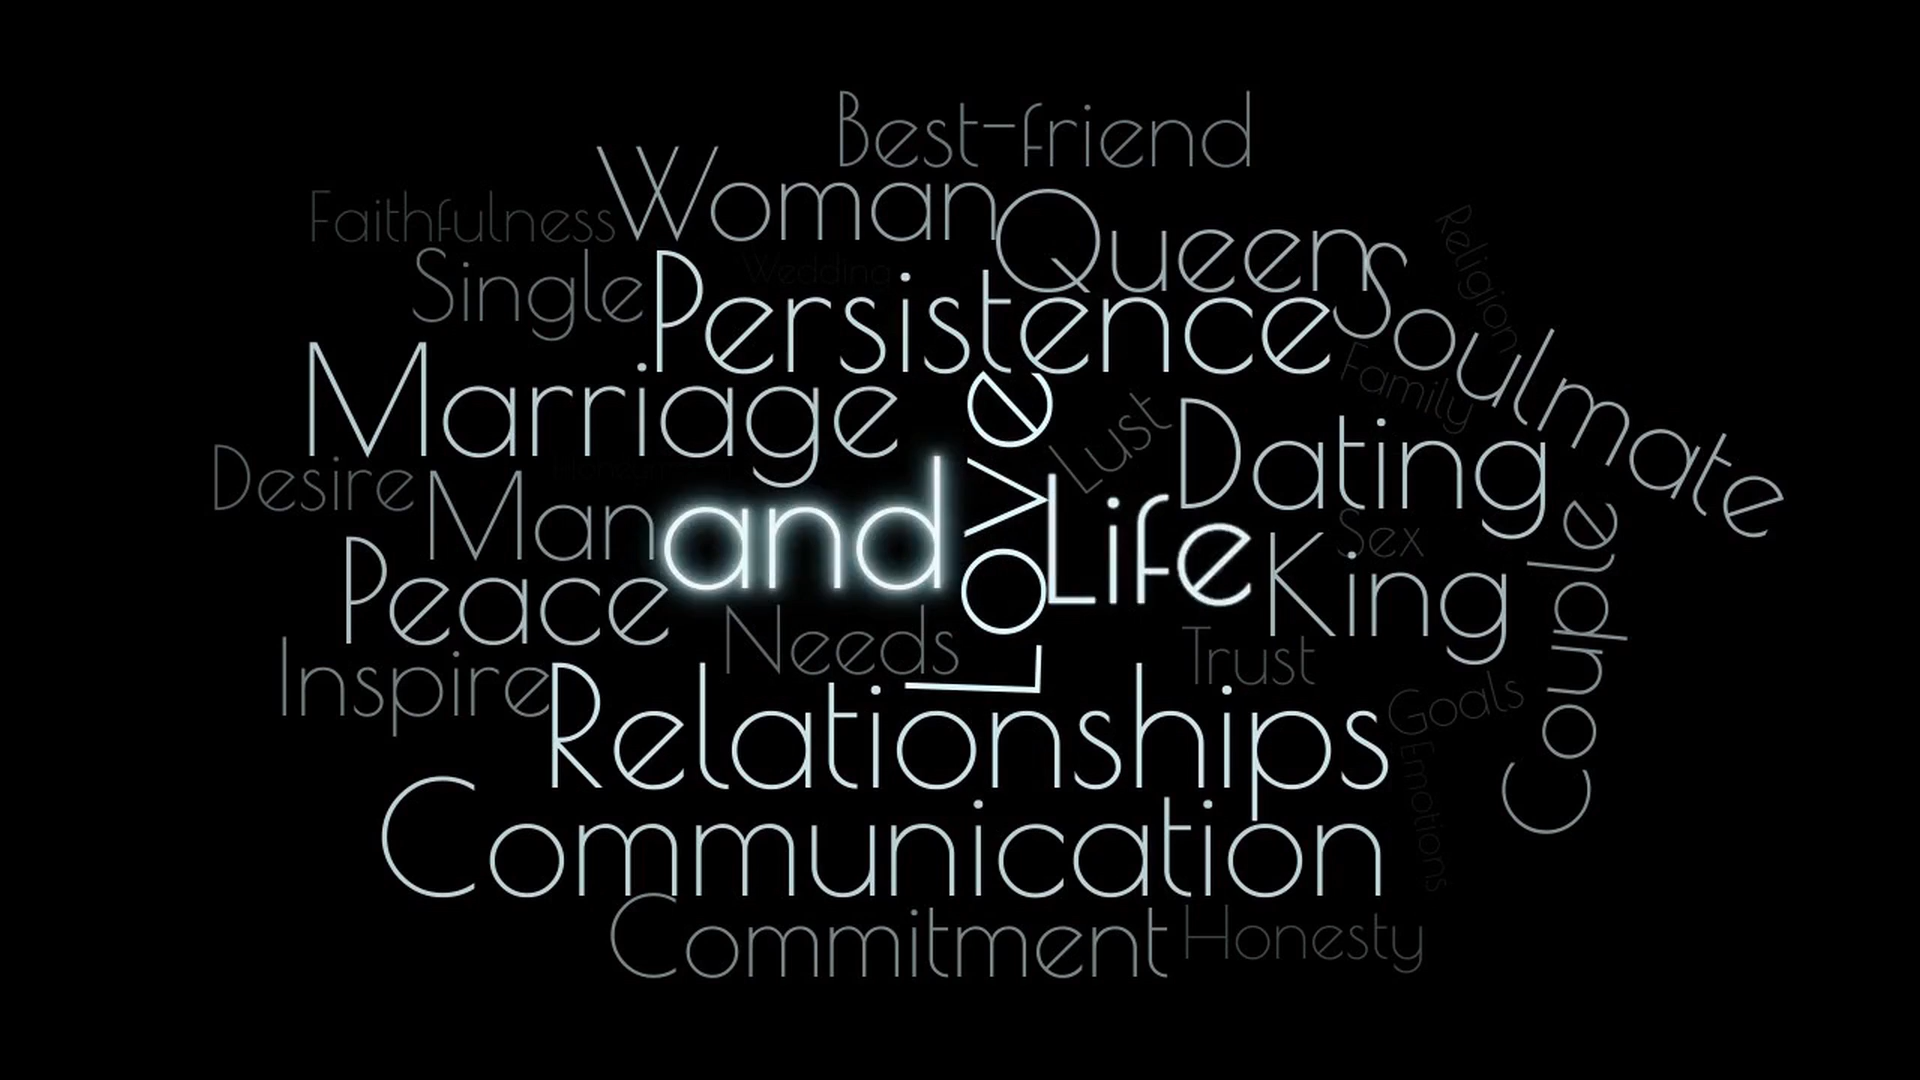 Best-friend
Woman
Faithfulness
Queen
Religion
Single
Wedding
Persistence
Soulmate
Family
Marriage
Love
Lust
Dating
Desire
Man
and
Life
Sex
Couple
Peace
King
Needs
Trust
Inspire
Relationships
Goals
Emotions
Communication
Commitment
Honesty